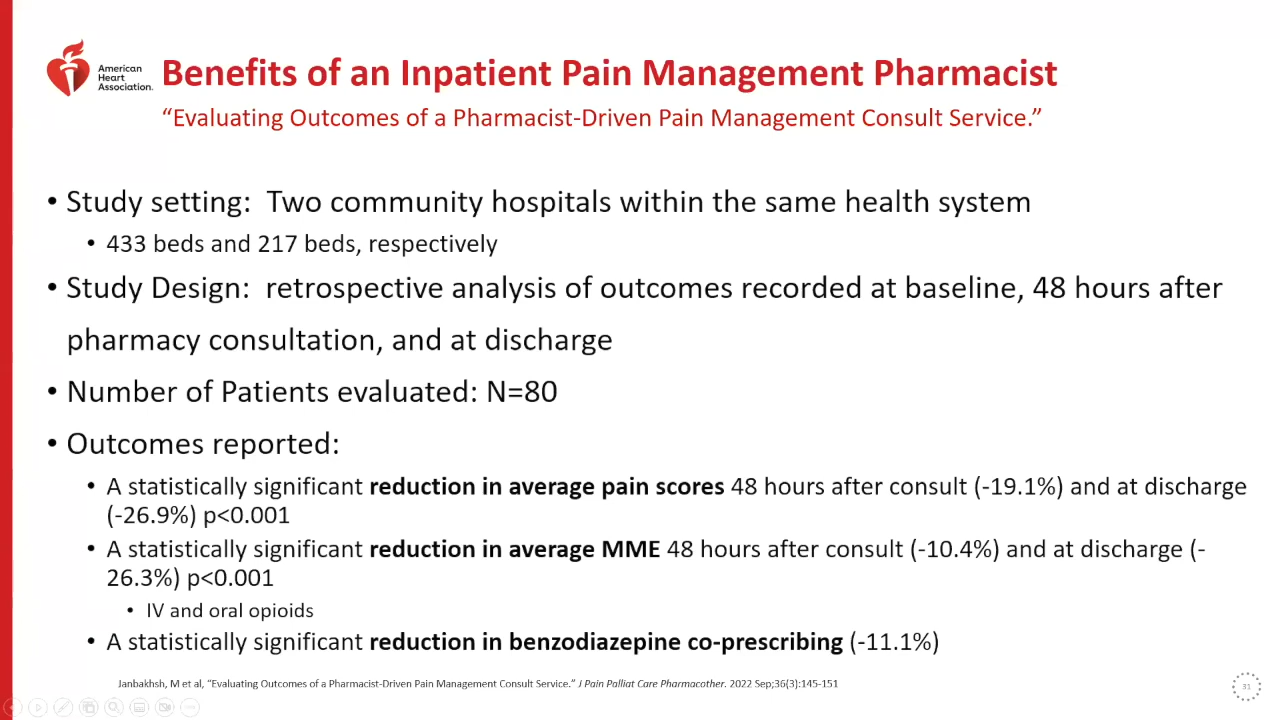 American
Heart
Association.
Benefits of an Inpatient Pain Management Pharmacist
“Evaluating Outcomes of a Pharmacist-Driven Pain Management Consult Service.”
• Study setting:  Two community hospitals within the same health system
• 433 beds and 217 beds, respectively
• Study Design:  retrospective analysis of outcomes recorded at baseline, 48 hours after
pharmacy consultation, and at discharge
• Number of Patients evaluated: N=80
• Outcomes reported:
• A statistically significant reduction in average pain scores 48 hours after consult (-19.1%) and at discharge
(-26.9%) p<0.001
• A statistically significant reduction in average MME 48 hours after consult (-10.4%) and at discharge (-
26.3%) p<0.001
• IV and oral opioids
• A statistically significant reduction in benzodiazepine co-prescribing (-11.1%)
Janbakhsh, M et al, “Evaluating Outcomes of a Pharmacist-Driven Pain Management Consult Service.” J Pain Palliat Care Pharmacother. 2022 Sep;36(3):145-151
31